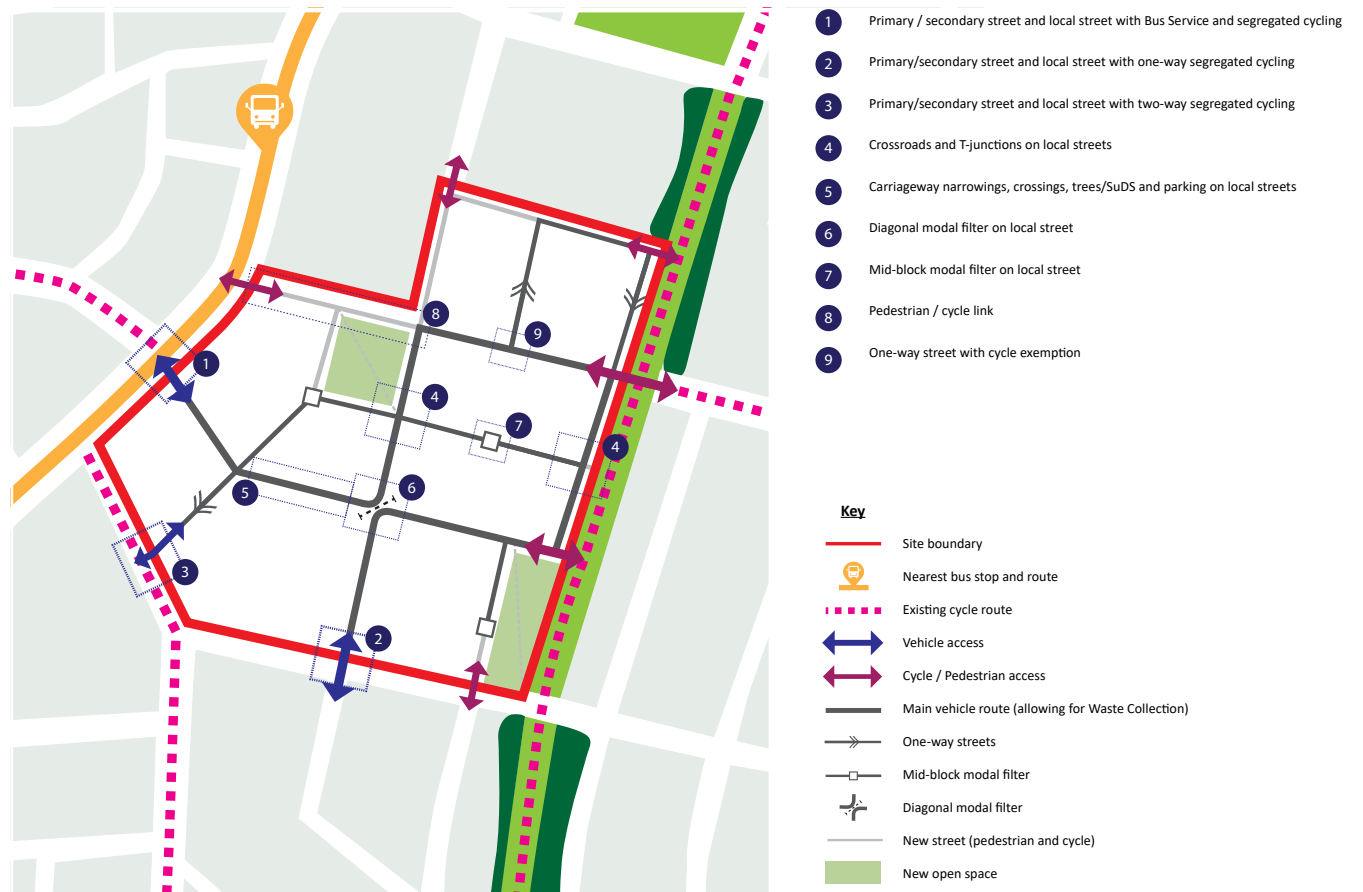 1 Primary / secondary street and local street with Bus Service and segregated cycling
2 Primary/secondary street and local street with one-way segregated cycling
3 Primary/secondary street and local street with two-way segregated cycling
4 Crossroads and T-junctions on local streets
5 Carriageway narrowings, crossings, trees/SuDS and parking on local streets
6 Diagonal modal filter on local street
7 Mid-block modal filter on local street
8 Pedestrian / cycle link
9 One-way street with cycle exemption
8
9
1
4
7
4
6
5
3
2
Key
Site boundary
Nearest bus stop and route
Existing cycle route
Vehicle access
Cycle / Pedestrian access
Main vehicle route (allowing for Waste Collection)
One-way streets
Mid-block modal filter
Diagonal modal filter
New street (pedestrian and cycle)
New open space